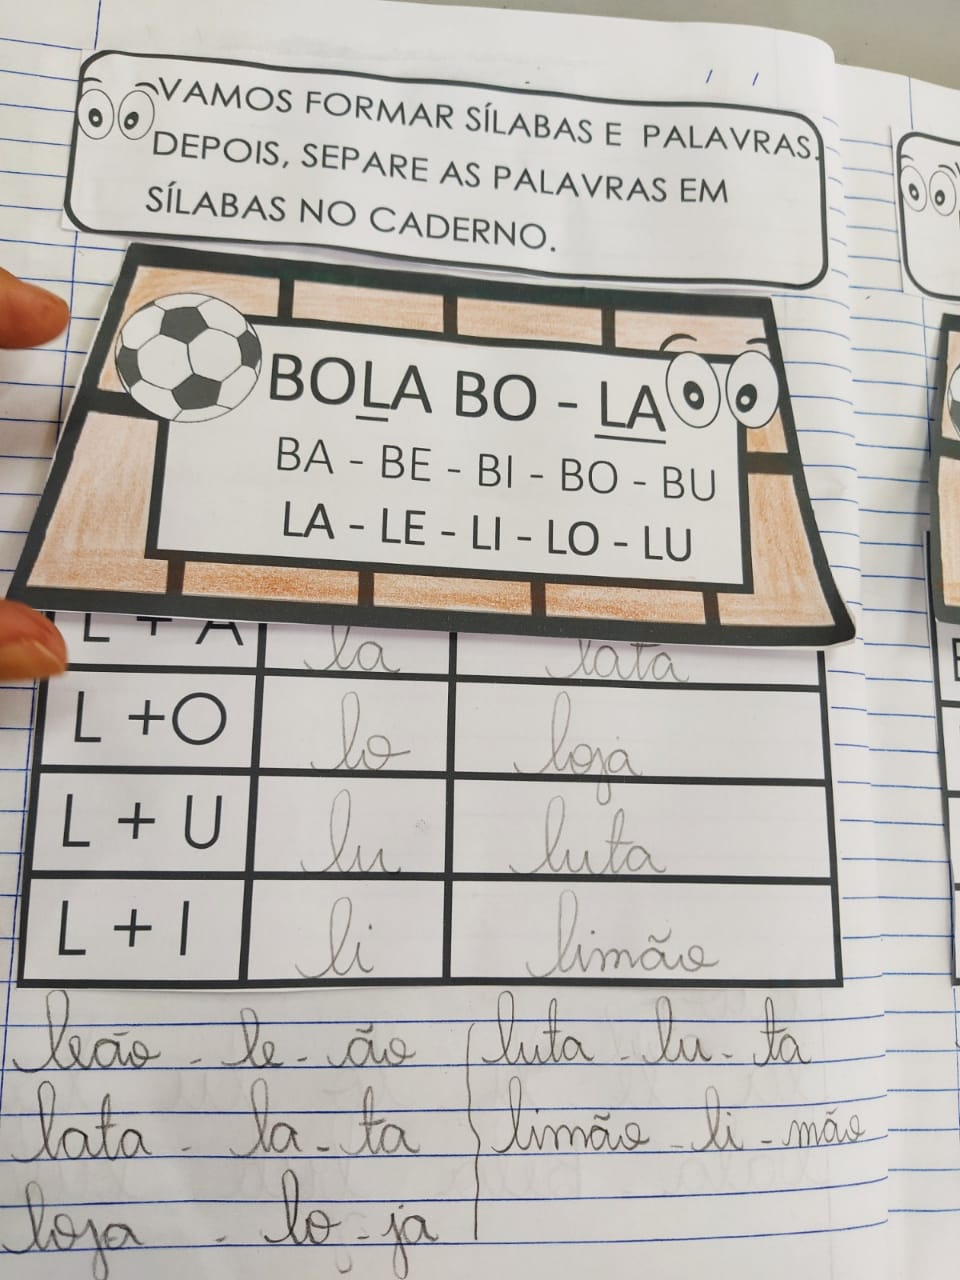 VAMOS FORMAR SÍLABAS E PALAVRAS.
DEPOIS, SEPARE AS PALAVRAS EM
SÍLABAS NO CADERNO.
BOLA BO - LA
BA - BE - BI - BO - BU
LA - LE - LI - LO - LU
L + A la lata
L + O lo loja
L + U lu luta
L + I li limão
leão - le - ão luta - lu - ta
lata - la - ta limão - li - mão
loja - lo - ja